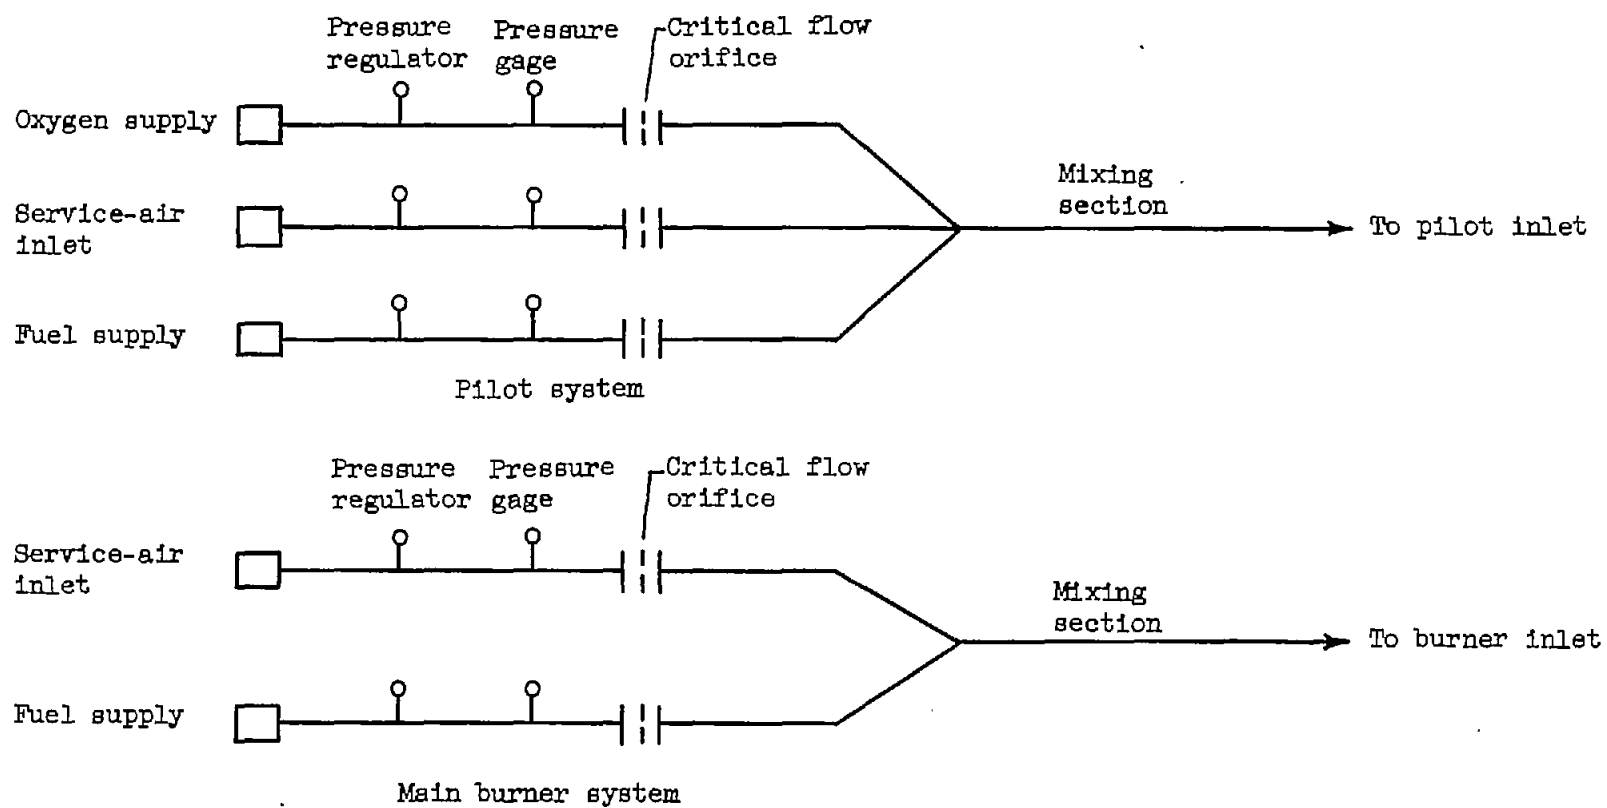 Pressure
regulator
Pressure
gage
Critical flow
orifice
Oxygen supply
Service-air
inlet
Fuel supply
Mixing
section
To pilot inlet
Pilot system
Pressure
regulator
Pressure
gage
Critical flow
orifice
Service-air
inlet
Fuel supply
Mixing
section
To burner inlet
Main burner system